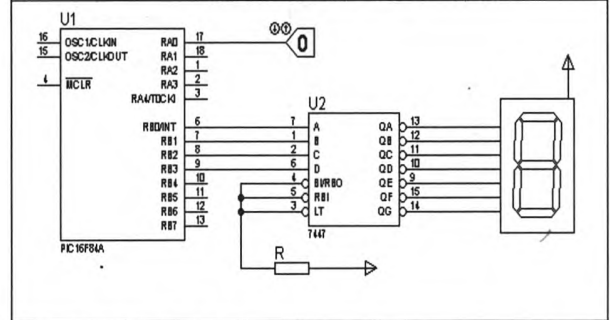 U1
16 OSC1/CLKIN RA0 17
15 OSC2/CLKOUT RA1 18
RA2 1
4 MCLR RA3 2
RA4/T0CKI 3
0
RB0/INT 6
RB1 7
RB2 8
RB3 9
RB4 10
RB5 11
RB6 12
RB7 13
PIC16F84A
U2
7 A QA 13
1 B QB 12
2 C QC 11
6 D QD 10
4 BI/RBO QE 9
5 RBI QF 15
3 LT QG 14
7447
R